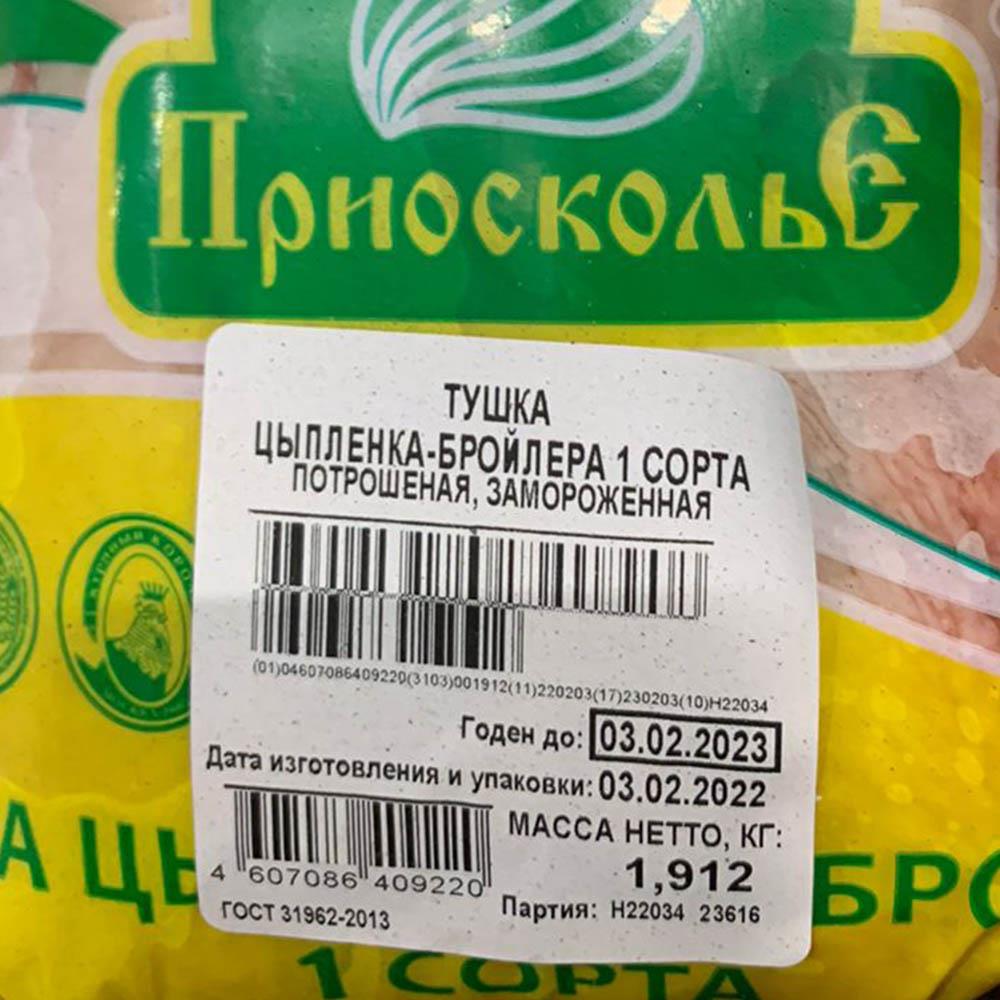 ПриоскольЕ
ТУШКА
ЦЫПЛЕНКА-БРОЙЛЕРА 1 СОРТА
ПОТРОШЕНАЯ, ЗАМОРОЖЕННАЯ
(01)04607086409220(3103)001912(11)220203(17)230203(10)H22034
Годен до: 03.02.2023
Дата изготовления и упаковки: 03.02.2022
МАССА НЕТТО, КГ:
1,912
4 607086 409220
Партия: H22034 23616
ГОСТ 31962-2013
А ЦЫ БРО
1 СОРТА